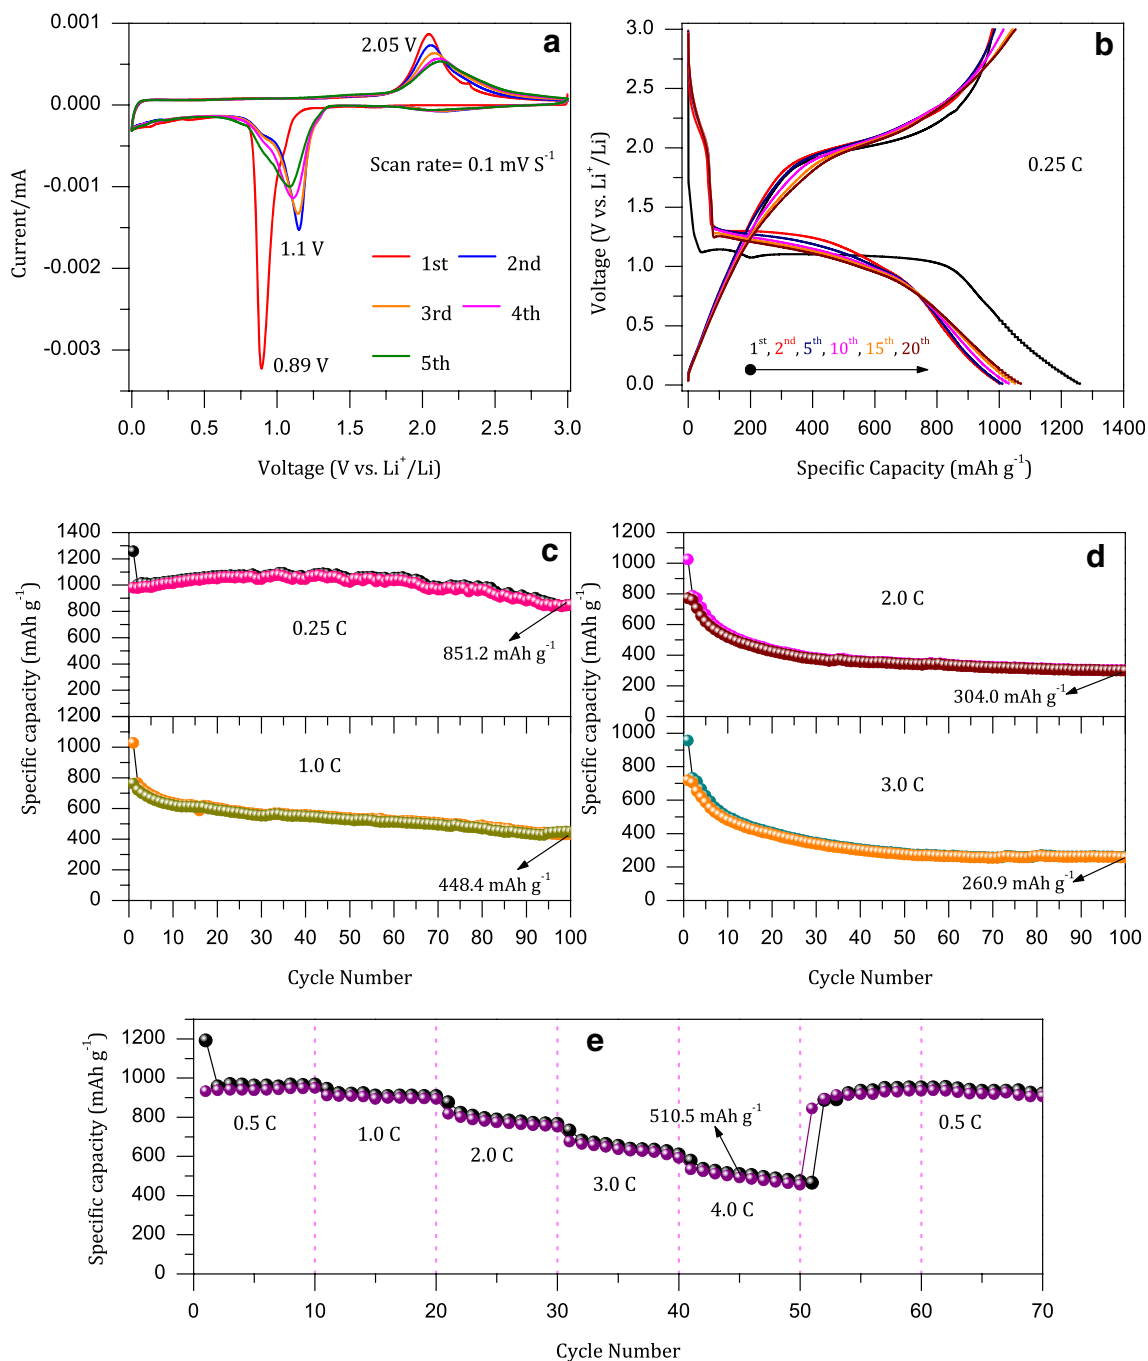 a
0.001
0.000
-0.001
-0.002
-0.003
Current/mA
2.05 V
Scan rate= 0.1 mV S⁻¹
1.1 V
0.89 V
1st
2nd
3rd
4th
5th
0.0 0.5 1.0 1.5 2.0 2.5 3.0
Voltage (V vs. Li⁺/Li)
b
3.0
2.5
2.0
1.5
1.0
0.5
0.0
Voltage (V vs. Li⁺/Li)
0.25 C
1ˢᵗ, 2ⁿᵈ, 5ᵗʰ, 10ᵗʰ, 15ᵗʰ, 20ᵗʰ
0 200 400 600 800 1000 1200 1400
Specific Capacity (mAh g⁻¹)
c
1400
1200
1000
800
600
400
200
1200
1000
800
600
400
200
0
Specific capacity (mAh g⁻¹)
0.25 C
851.2 mAh g⁻¹
1.0 C
448.4 mAh g⁻¹
0 10 20 30 40 50 60 70 80 90 100
Cycle Number
d
1200
1000
800
600
400
200
0
1000
800
600
400
200
0
Specific capacity (mAh g⁻¹)
2.0 C
304.0 mAh g⁻¹
3.0 C
260.9 mAh g⁻¹
0 10 20 30 40 50 60 70 80 90 100
Cycle Number
e
1200
1000
800
600
400
200
0
Specific capacity (mAh g⁻¹)
0.5 C
1.0 C
2.0 C
3.0 C
510.5 mAh g⁻¹
4.0 C
0.5 C
0 10 20 30 40 50 60 70
Cycle Number